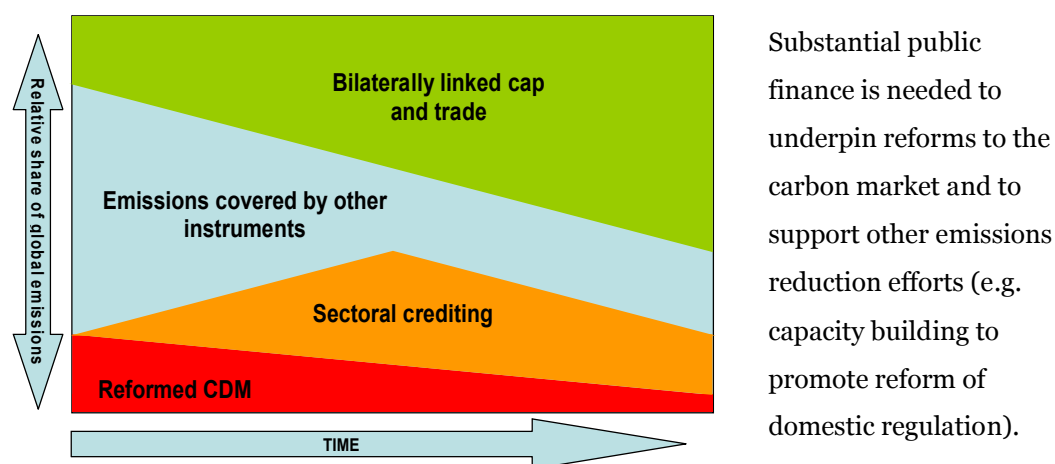 Bilaterally linked cap
and trade
Relative share of global emissions
Emissions covered by other
instruments
Sectoral crediting
Reformed CDM
TIME
Substantial public
finance is needed to
underpin reforms to the
carbon market and to
support other emissions
reduction efforts (e.g.
capacity building to
promote reform of
domestic regulation).